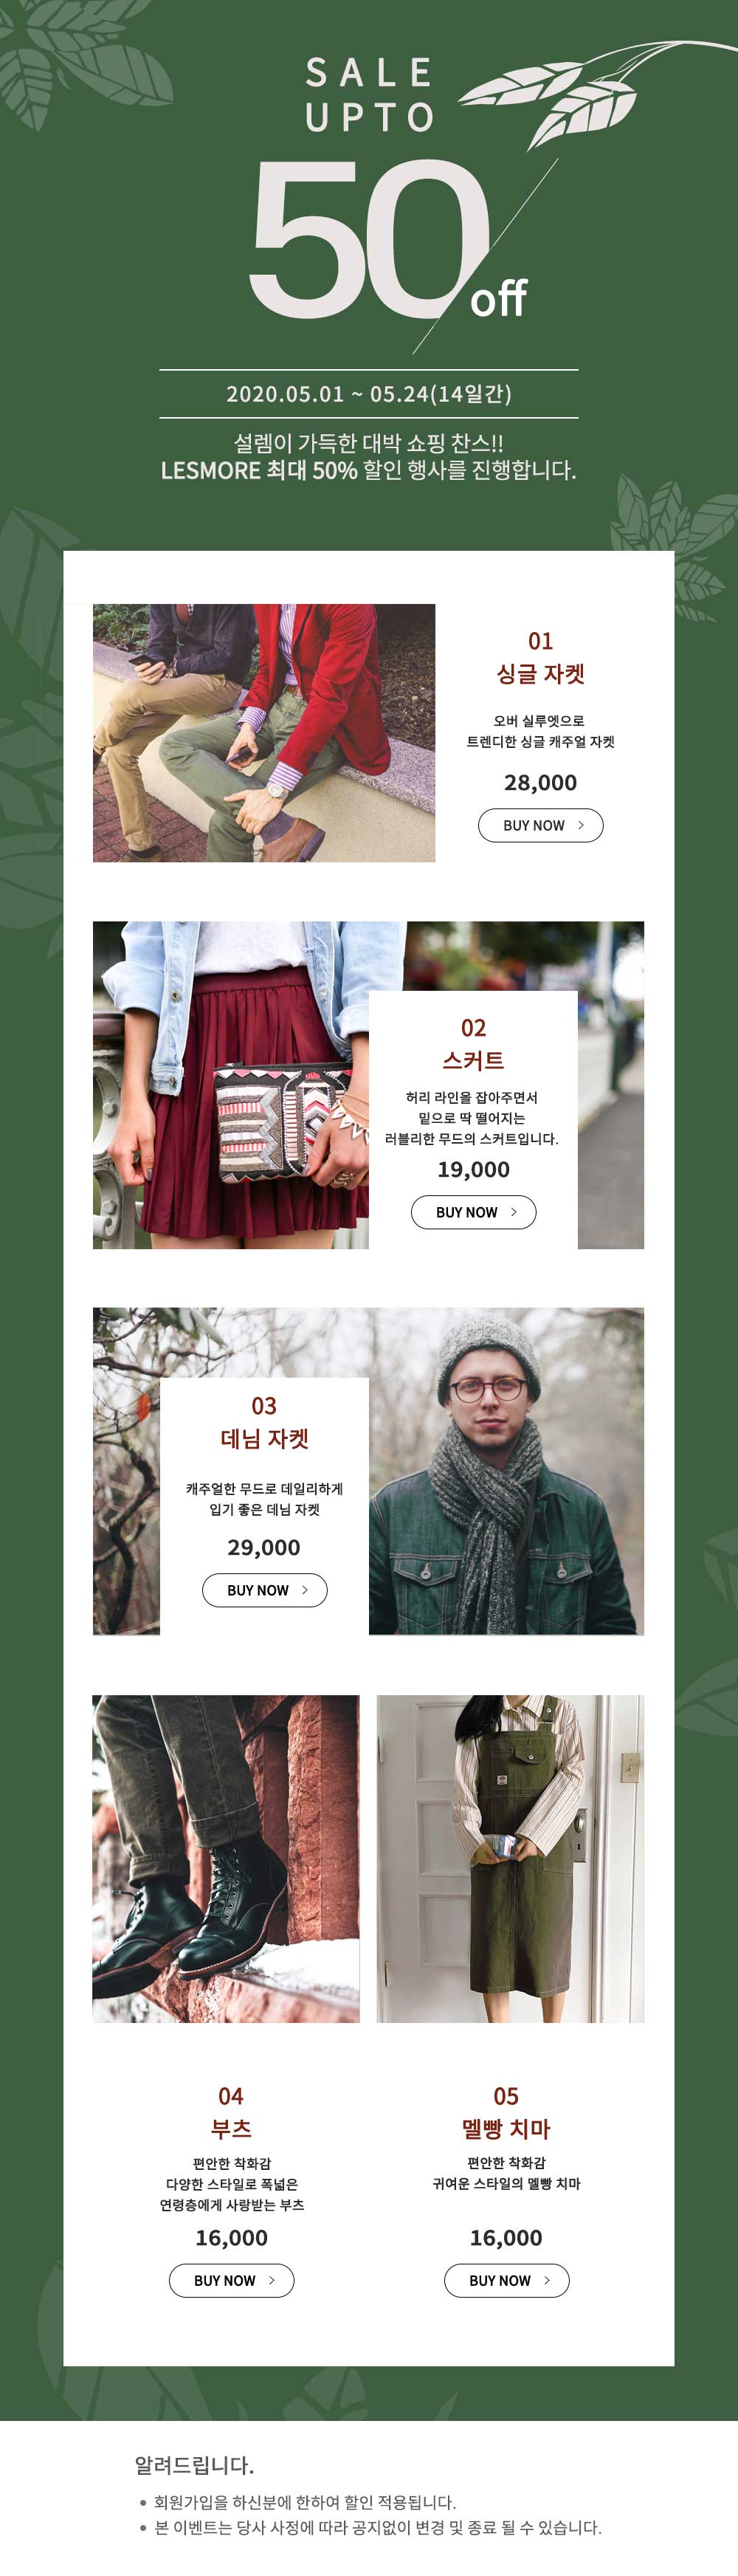 SALE
UPTO
50
off
2020.05.01 ~ 05.24(14일간)
설렘이 가득한 대박 쇼핑 찬스!!
LESMORE 최대 50% 할인 행사를 진행합니다.
01
싱글 자켓
오버 실루엣으로
트렌디한 싱글 캐주얼 자켓
28,000
BUY NOW >
02
스커트
허리 라인을 잡아주면서
밑으로 딱 떨어지는
러블리한 무드의 스커트입니다.
19,000
BUY NOW >
03
데님 자켓
캐주얼한 무드로 데일리하게
입기 좋은 데님 자켓
29,000
BUY NOW >
04
부츠
편안한 착화감
다양한 스타일로 폭넓은
연령층에게 사랑받는 부츠
16,000
BUY NOW >
05
멜빵 치마
편안한 착화감
귀여운 스타일의 멜빵 치마
16,000
BUY NOW >
알려드립니다.
• 회원가입을 하신분에 한하여 할인 적용됩니다.
• 본 이벤트는 당사 사정에 따라 공지없이 변경 및 종료 될 수 있습니다.